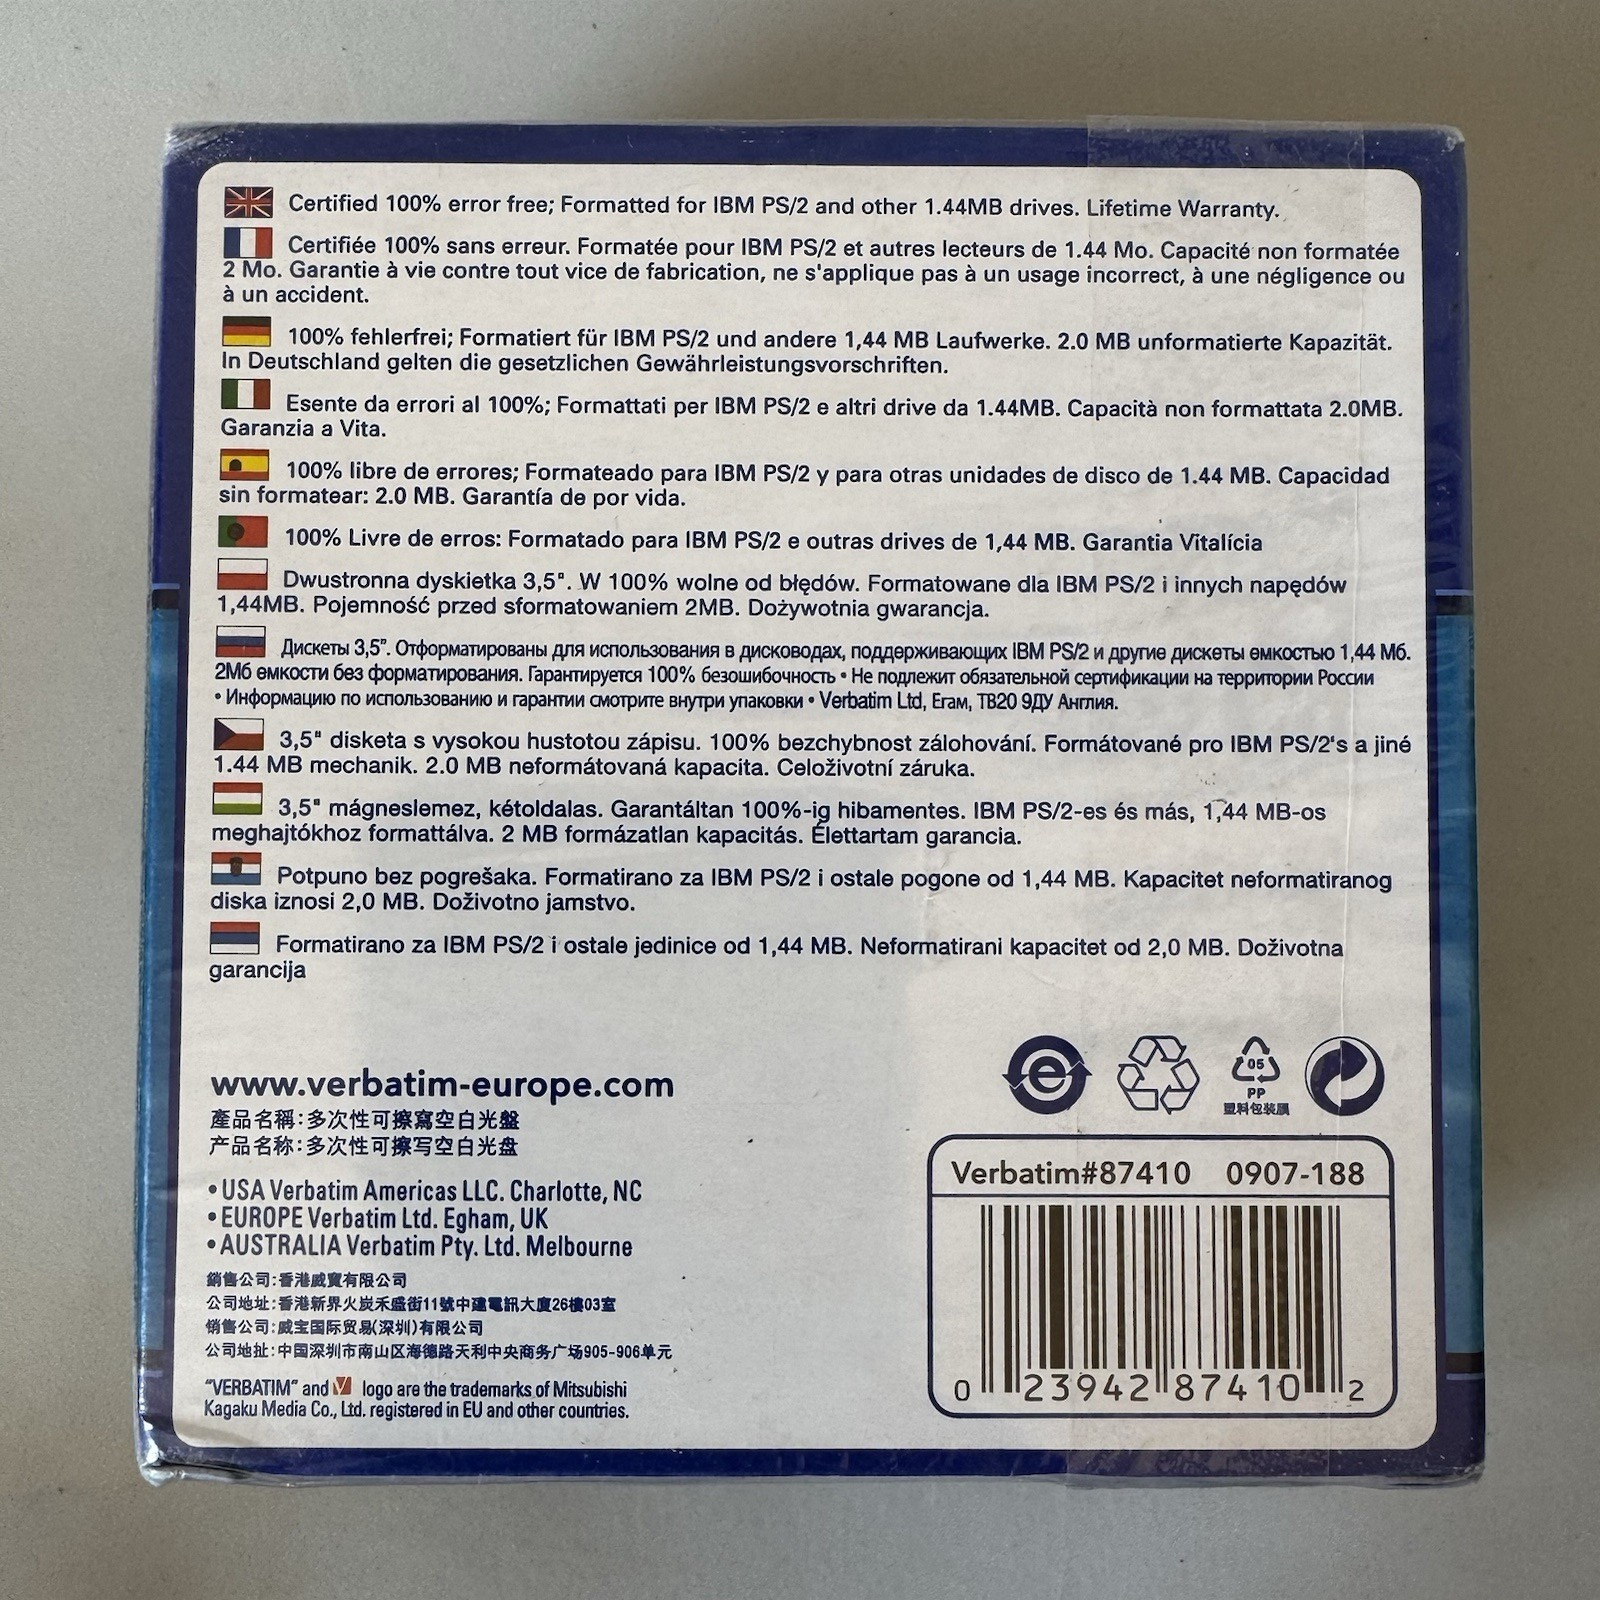 Certified 100% error free; Formatted for IBM PS/2 and other 1.44MB drives. Lifetime Warranty.
Certifiée 100% sans erreur. Formatée pour IBM PS/2 et autres lecteurs de 1.44 Mo. Capacité non formatée
2 Mo. Garantie à vie contre tout vice de fabrication, ne s'applique pas à un usage incorrect, à une négligence ou
à un accident.
100% fehlerfrei; Formatiert für IBM PS/2 und andere 1,44 MB Laufwerke. 2.0 MB unformatierte Kapazität.
In Deutschland gelten die gesetzlichen Gewährleistungsvorschriften.
Esente da errori al 100%; Formattati per IBM PS/2 e altri drive da 1.44MB. Capacità non formattata 2.0MB.
Garanzia a Vita.
100% libre de errores; Formateado para IBM PS/2 y para otras unidades de disco de 1.44 MB. Capacidad
sin formatear: 2.0 MB. Garantía de por vida.
100% Livre de erros: Formatado para IBM PS/2 e outras drives de 1,44 MB. Garantia Vitalícia
Dwustronna dyskietka 3,5". W 100% wolne od błędów. Formatowane dla IBM PS/2 i innych napędów
1,44MB. Pojemność przed sformatowaniem 2MB. Dożywotnia gwarancja.
Дискеты 3,5". Отформатированы для использования в дисководах, поддерживающих IBM PS/2 и другие дискеты емкостью 1,44 Мб.
2Мб емкости без форматирования. Гарантируется 100% безошибочность • Не подлежит обязательной сертификации на территории России
• Информацию по использованию и гарантии смотрите внутри упаковки • Verbatim Ltd, Егам, ТВ20 9ДУ Англия.
3,5" disketa s vysokou hustotou zápisu. 100% bezchybnost zálohování. Formátované pro IBM PS/2's a jiné
1.44 MB mechanik. 2.0 MB neformátovaná kapacita. Celoživotní záruka.
3,5" mágneslemez, kétoldalas. Garantáltan 100%-ig hibamentes. IBM PS/2-es és más, 1,44 MB-os
meghajtókhoz formattálva. 2 MB formázatlan kapacitás. Élettartam garancia.
Potpuno bez pogrešaka. Formatirano za IBM PS/2 i ostale pogone od 1,44 MB. Kapacitet neformatiranog
diska iznosi 2,0 MB. Doživotno jamstvo.
Formatirano za IBM PS/2 i ostale jedinice od 1,44 MB. Neformatirani kapacitet od 2,0 MB. Doživotna
garancija
www.verbatim-europe.com
產品名稱:多次性可擦寫空白光盤
产品名称:多次性可擦写空白光盘
• USA Verbatim Americas LLC. Charlotte, NC
• EUROPE Verbatim Ltd. Egham, UK
• AUSTRALIA Verbatim Pty. Ltd. Melbourne
銷售公司:香港威寶有限公司
公司地址:香港新界火炭禾盛街11號中建電訊大廈26樓03室
销售公司:威宝国际贸易(深圳)有限公司
公司地址:中国深圳市南山区海德路天利中央商务广场905-906单元
"VERBATIM" and V logo are the trademarks of Mitsubishi
Kagaku Media Co., Ltd. registered in EU and other countries.
e
05
PP
塑料包装膜
Verbatim#87410 0907-188
0 23942 87410 2